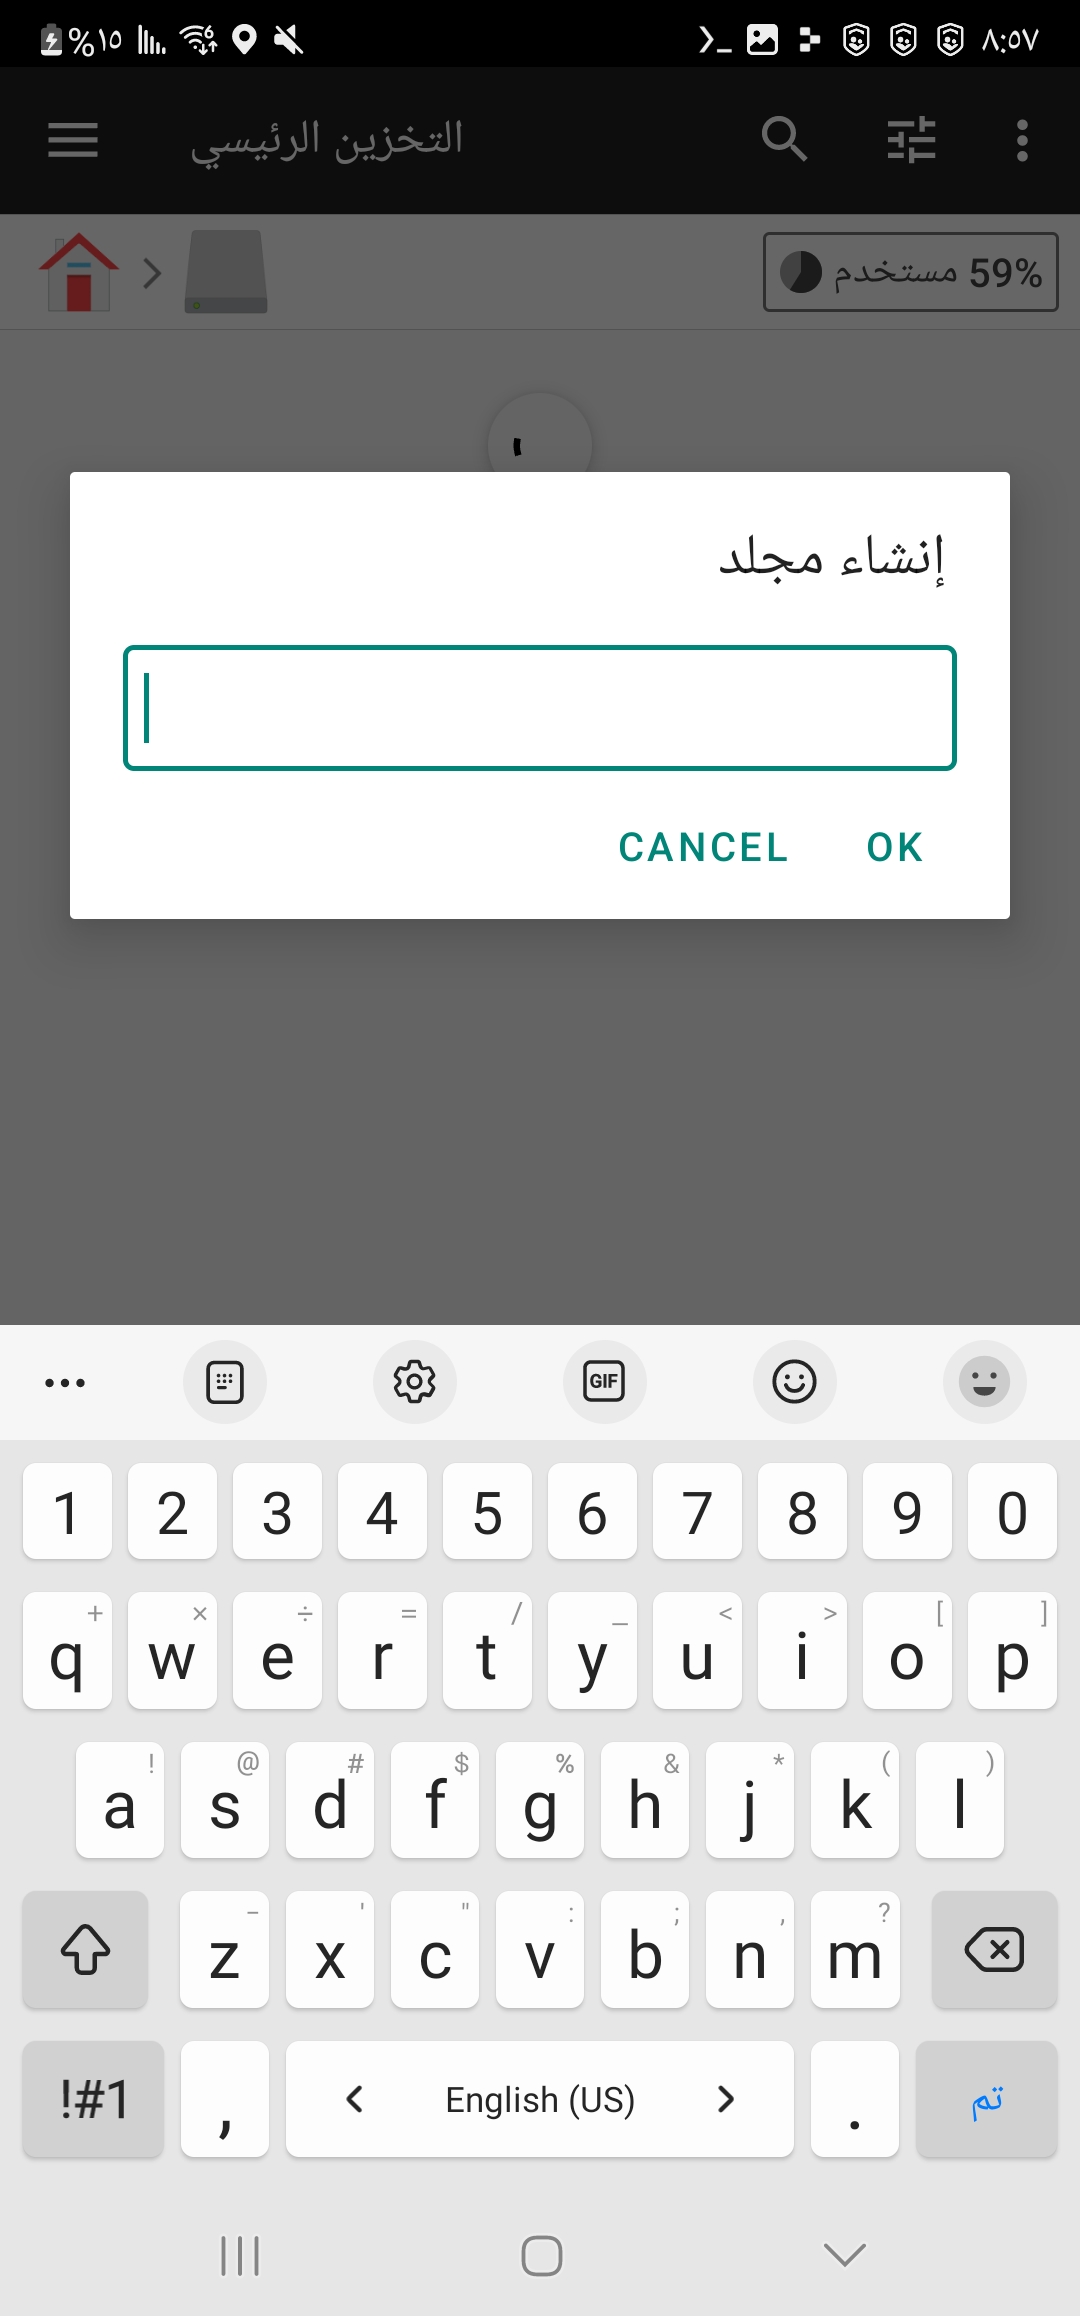 %١٥ ٨:٥٧
التخزين الرئيسي
59% مستخدم
إنشاء مجلد
CANCEL OK
GIF
1 2 3 4 5 6 7 8 9 0
+ × ÷ = / _ < > [ ]
q w e r t y u i o p
! @ # $ % & * ( )
a s d f g h j k l
- ' " : ; , ?
z x c v b n m
!#1 , < English (US) > . تم